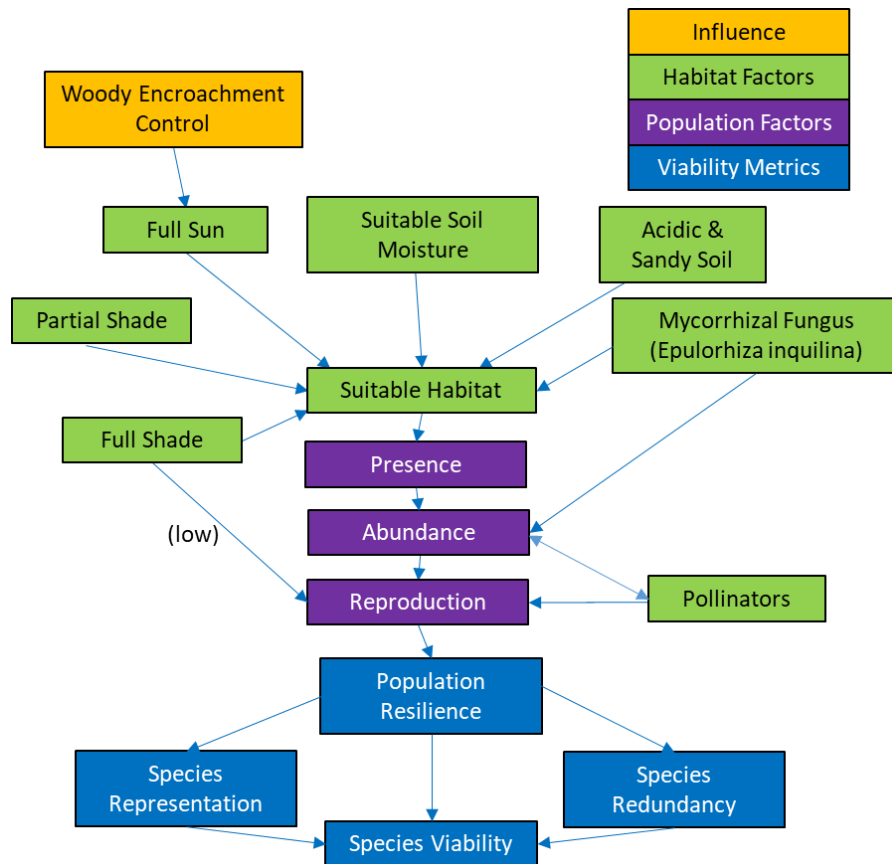 Influence
Habitat Factors
Population Factors
Viability Metrics
Woody Encroachment
Control
Full Sun
Suitable Soil
Moisture
Acidic &
Sandy Soil
Partial Shade
Mycorrhizal Fungus
(Epulorhiza inquilina)
Suitable Habitat
Full Shade
Presence
(low)
Abundance
Reproduction
Pollinators
Population
Resilience
Species
Representation
Species
Redundancy
Species Viability